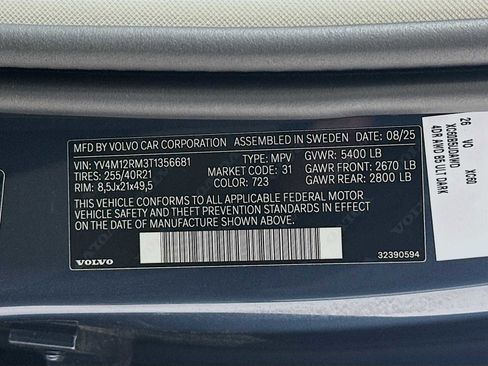 MFD BY VOLVO CAR CORPORATION ASSEMBLED IN SWEDEN DATE: 08/25
VIN: YV4M12RM3T1356681 TYPE: MPV GVWR: 5400 LB
TIRES: 255/40R21 MARKET CODE: 31 GAWR FRONT: 2670 LB
RIM: 8,5Jx21x49,5 COLOR: 723 GAWR REAR: 2800 LB
THIS VEHICLE CONFORMS TO ALL APPLICABLE FEDERAL MOTOR
VEHICLE SAFETY AND THEFT PREVENTION STANDARDS IN EFFECT
ON THE DATE OF MANUFACTURE SHOWN ABOVE.
VOLVO 32390594
26 VO XC60
XC60B5UDAWD
4DR AWD B5 ULT DARK